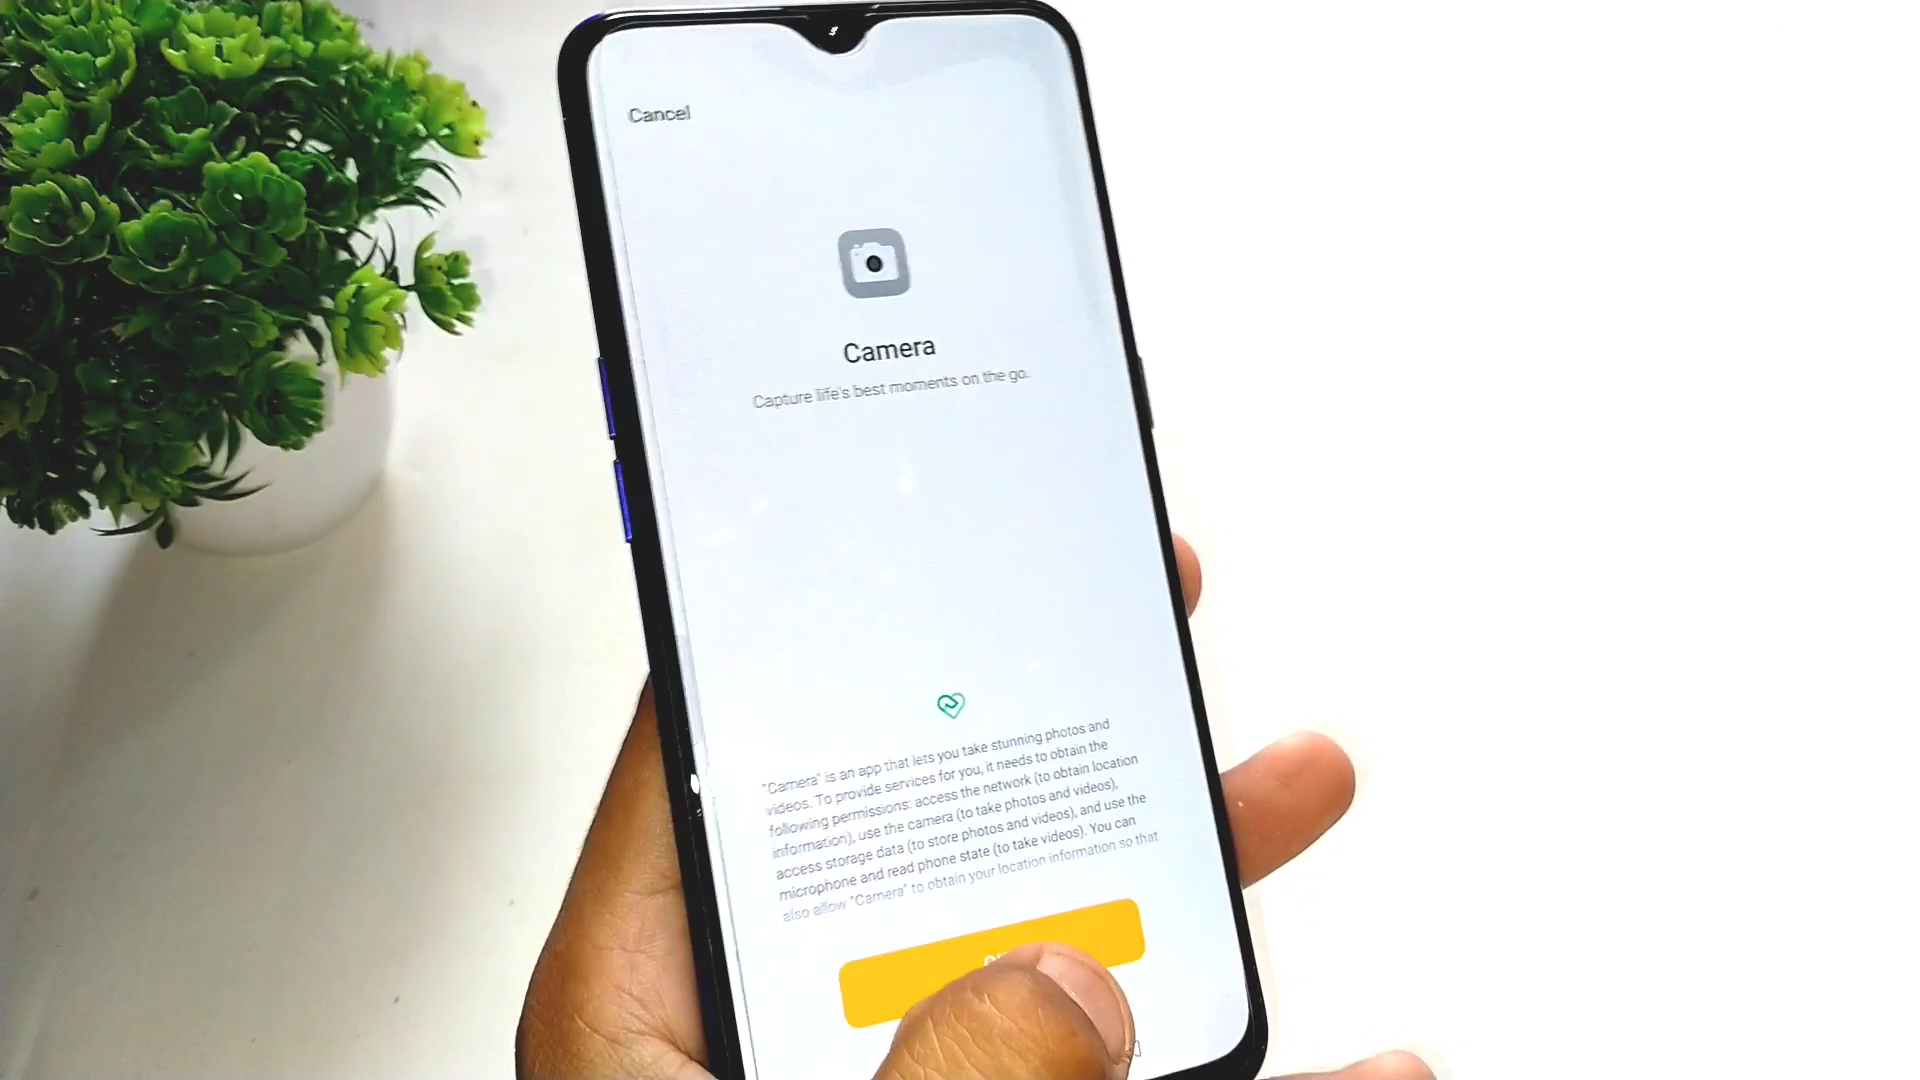 Cancel
Camera
Capture life's best moments on the go.
"Camera" is an app that lets you take stunning photos and
videos. To provide services for you, it needs to obtain the
following permissions: access the network (to obtain location
information), use the camera (to take photos and videos),
access storage data (to store photos and videos), and use the
microphone and read phone state (to take videos). You can
also allow "Camera" to obtain your location information so that